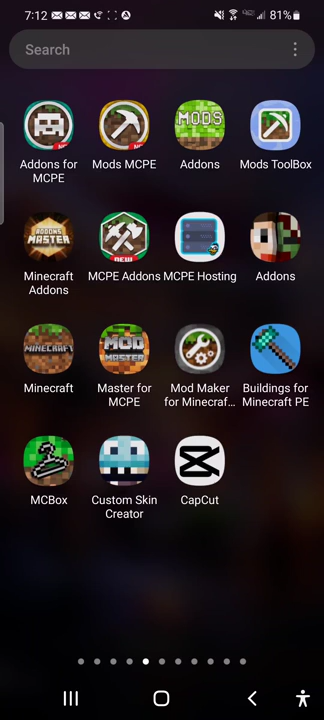 7:12
81%
Search
MODS
Addons for
MCPE
Mods MCPE
Addons
Mods ToolBox
ADDONS
MASTER
NEW
Minecraft
Addons
MCPE Addons
MCPE Hosting
Addons
MINECRAFT
MOD
MASTER
Minecraft
Master for
MCPE
Mod Maker
for Minecraf...
Buildings for
Minecraft PE
MCBox
Custom Skin
Creator
CapCut